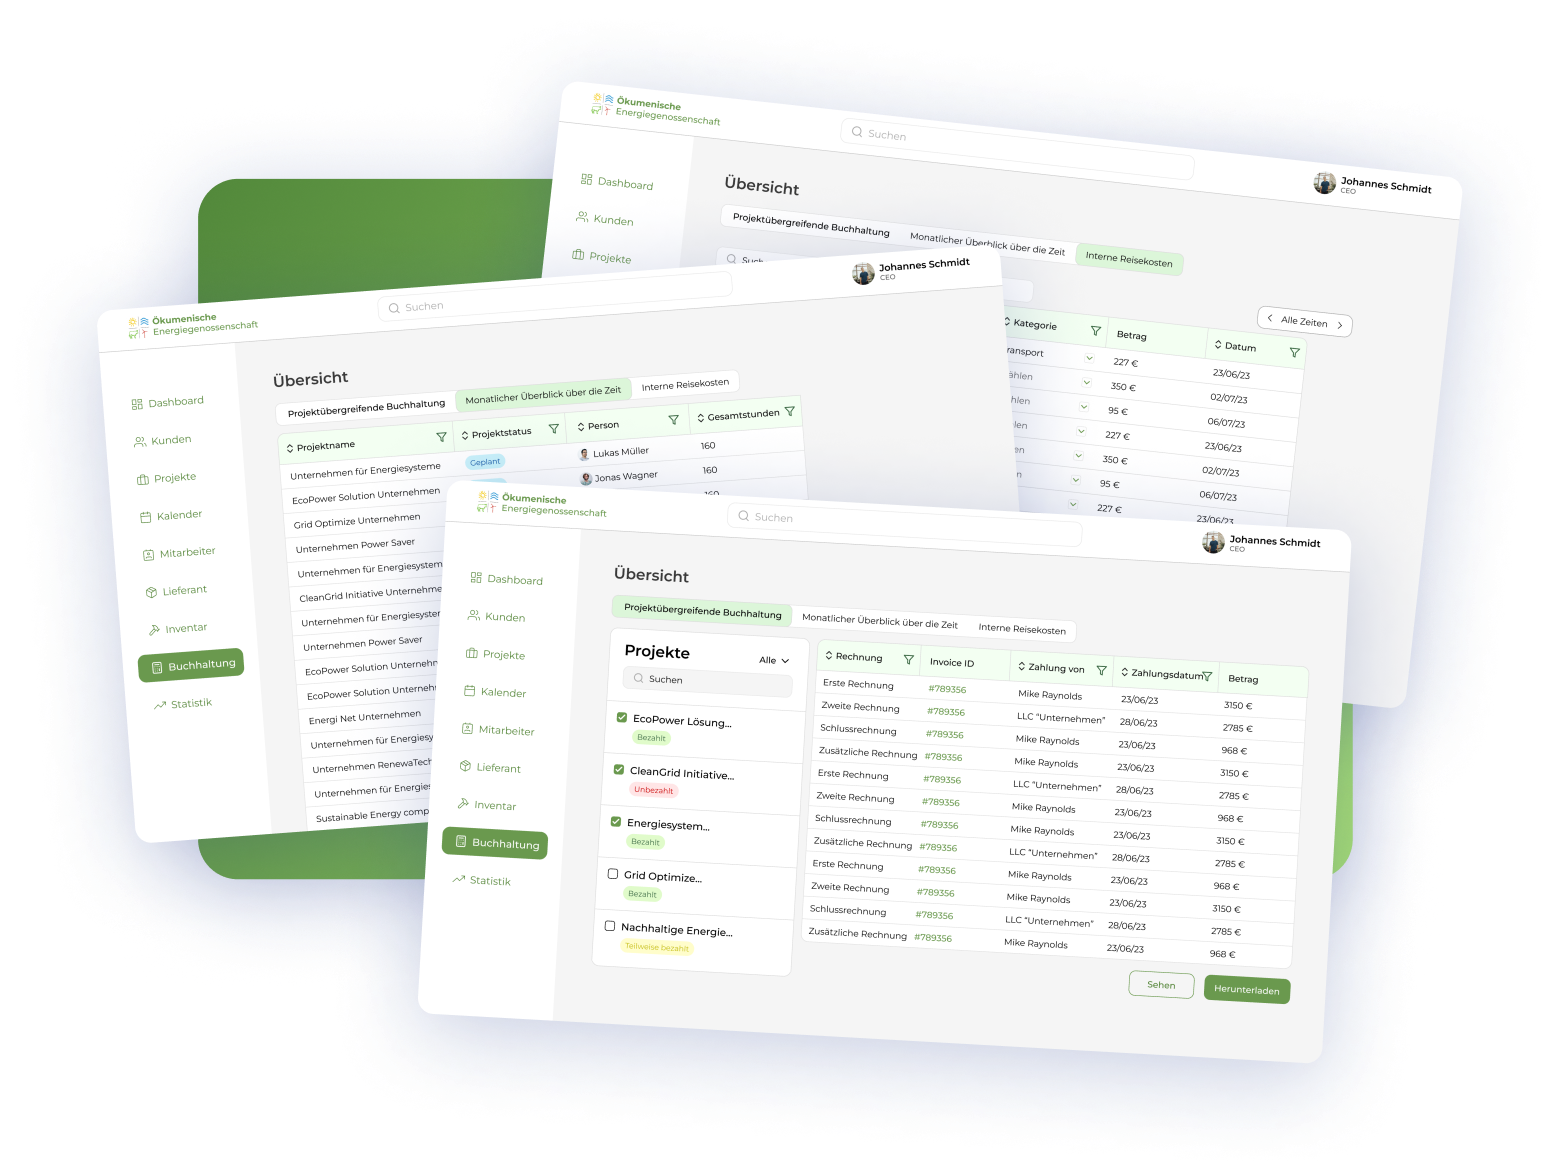 Ökumenische
Energiegenossenschaft
Suchen
Johannes Schmidt
CEO
Dashboard
Kunden
Projekte
Übersicht
Projektübergreifende Buchhaltung
Monatlicher Überblick über die Zeit
Interne Reisekosten
Alle Zeiten
Kategorie
Betrag
Datum
227 €
23/06/23
350 €
02/07/23
95 €
06/07/23
227 €
23/06/23
350 €
02/07/23
95 €
06/07/23
227 €
23/06/23
Ökumenische
Energiegenossenschaft
Suchen
Johannes Schmidt
CEO
Dashboard
Kunden
Projekte
Kalender
Mitarbeiter
Lieferant
Inventar
Buchhaltung
Statistik
Übersicht
Projektübergreifende Buchhaltung
Monatlicher Überblick über die Zeit
Interne Reisekosten
Projektname
Projektstatus
Person
Gesamtstunden
Unternehmen für Energiesysteme
Geplant
Lukas Müller
160
EcoPower Solution Unternehmen
Jonas Wagner
160
Grid Optimize Unternehmen
160
Unternehmen Power Saver
Unternehmen für Energiesystem
CleanGrid Initiative Unternehme
Unternehmen für Energiesyster
Unternehmen Power Saver
EcoPower Solution Unternehm
EcoPower Solution Unterneh
Energi Net Unternehmen
Unternehmen für Energiesy
Unternehmen RenewaTech
Unternehmen für Energies
Sustainable Energy comp
Ökumenische
Energiegenossenschaft
Suchen
Johannes Schmidt
CEO
Dashboard
Kunden
Projekte
Kalender
Mitarbeiter
Lieferant
Inventar
Buchhaltung
Statistik
Übersicht
Projektübergreifende Buchhaltung
Monatlicher Überblick über die Zeit
Interne Reisekosten
Projekte
Alle
Suchen
EcoPower Lösung...
Bezahlt
CleanGrid Initiative...
Unbezahlt
Energiesystem...
Bezahlt
Grid Optimize...
Bezahlt
Nachhaltige Energie...
Teilweise bezahlt
Rechnung
Invoice ID
Zahlung von
Zahlungsdatum
Betrag
Erste Rechnung #789356 Mike Raynolds 23/06/23 3150 €
Zweite Rechnung #789356 LLC "Unternehmen" 28/06/23 2785 €
Schlussrechnung #789356 Mike Raynolds 23/06/23 968 €
Zusätzliche Rechnung #789356 Mike Raynolds 23/06/23 3150 €
Erste Rechnung #789356 LLC "Unternehmen" 28/06/23 2785 €
Zweite Rechnung #789356 Mike Raynolds 23/06/23 968 €
Schlussrechnung #789356 Mike Raynolds 23/06/23 3150 €
Zusätzliche Rechnung #789356 LLC "Unternehmen" 28/06/23 2785 €
Erste Rechnung #789356 Mike Raynolds 23/06/23 968 €
Zweite Rechnung #789356 Mike Raynolds 23/06/23 3150 €
Schlussrechnung #789356 LLC "Unternehmen" 28/06/23 2785 €
Zusätzliche Rechnung #789356 Mike Raynolds 23/06/23 968 €
Sehen
Herunterladen